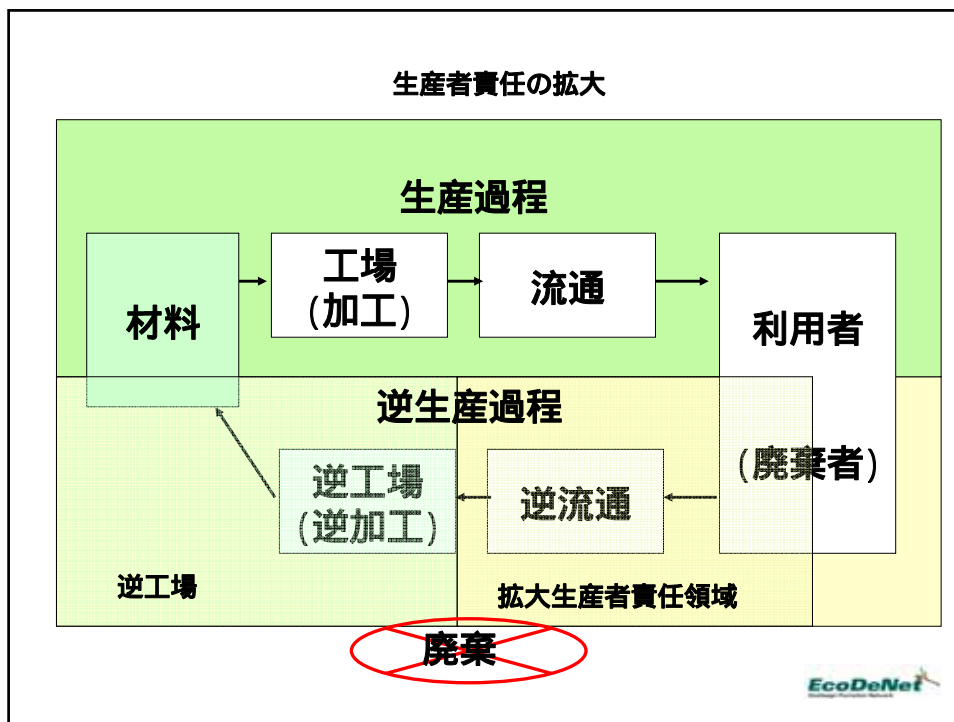 生産者責任の拡大
生産過程
材料
工場
(加工)
流通
利用者
逆生産過程
逆工場
(逆加工)
逆流通
(廃棄者)
逆工場
拡大生産者責任領域
廃棄
EcoDeNet